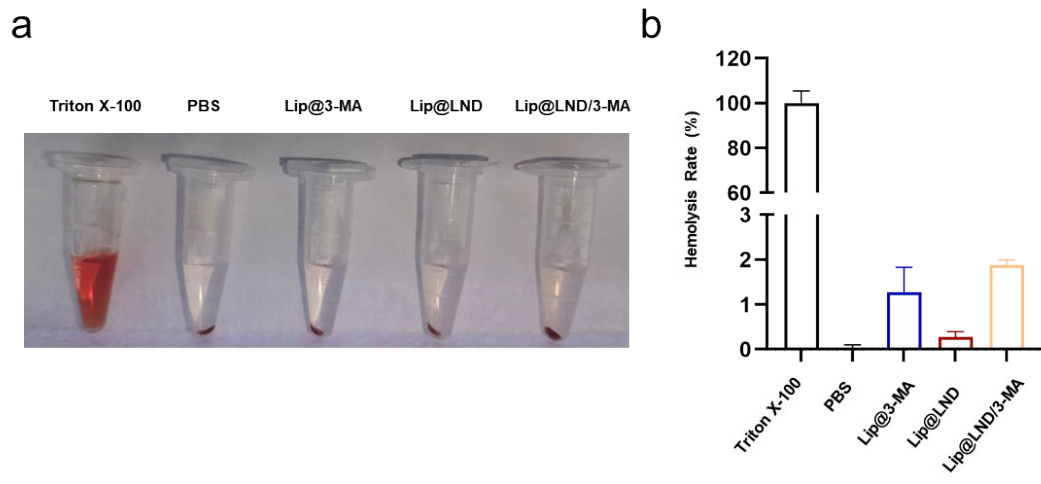 a
Triton X-100 PBS Lip@3-MA Lip@LND Lip@LND/3-MA
b
Hemolysis Rate (%)
120
100
80
60
3
2
1
0
Triton X-100
PBS
Lip@3-MA
Lip@LND
Lip@LND/3-MA